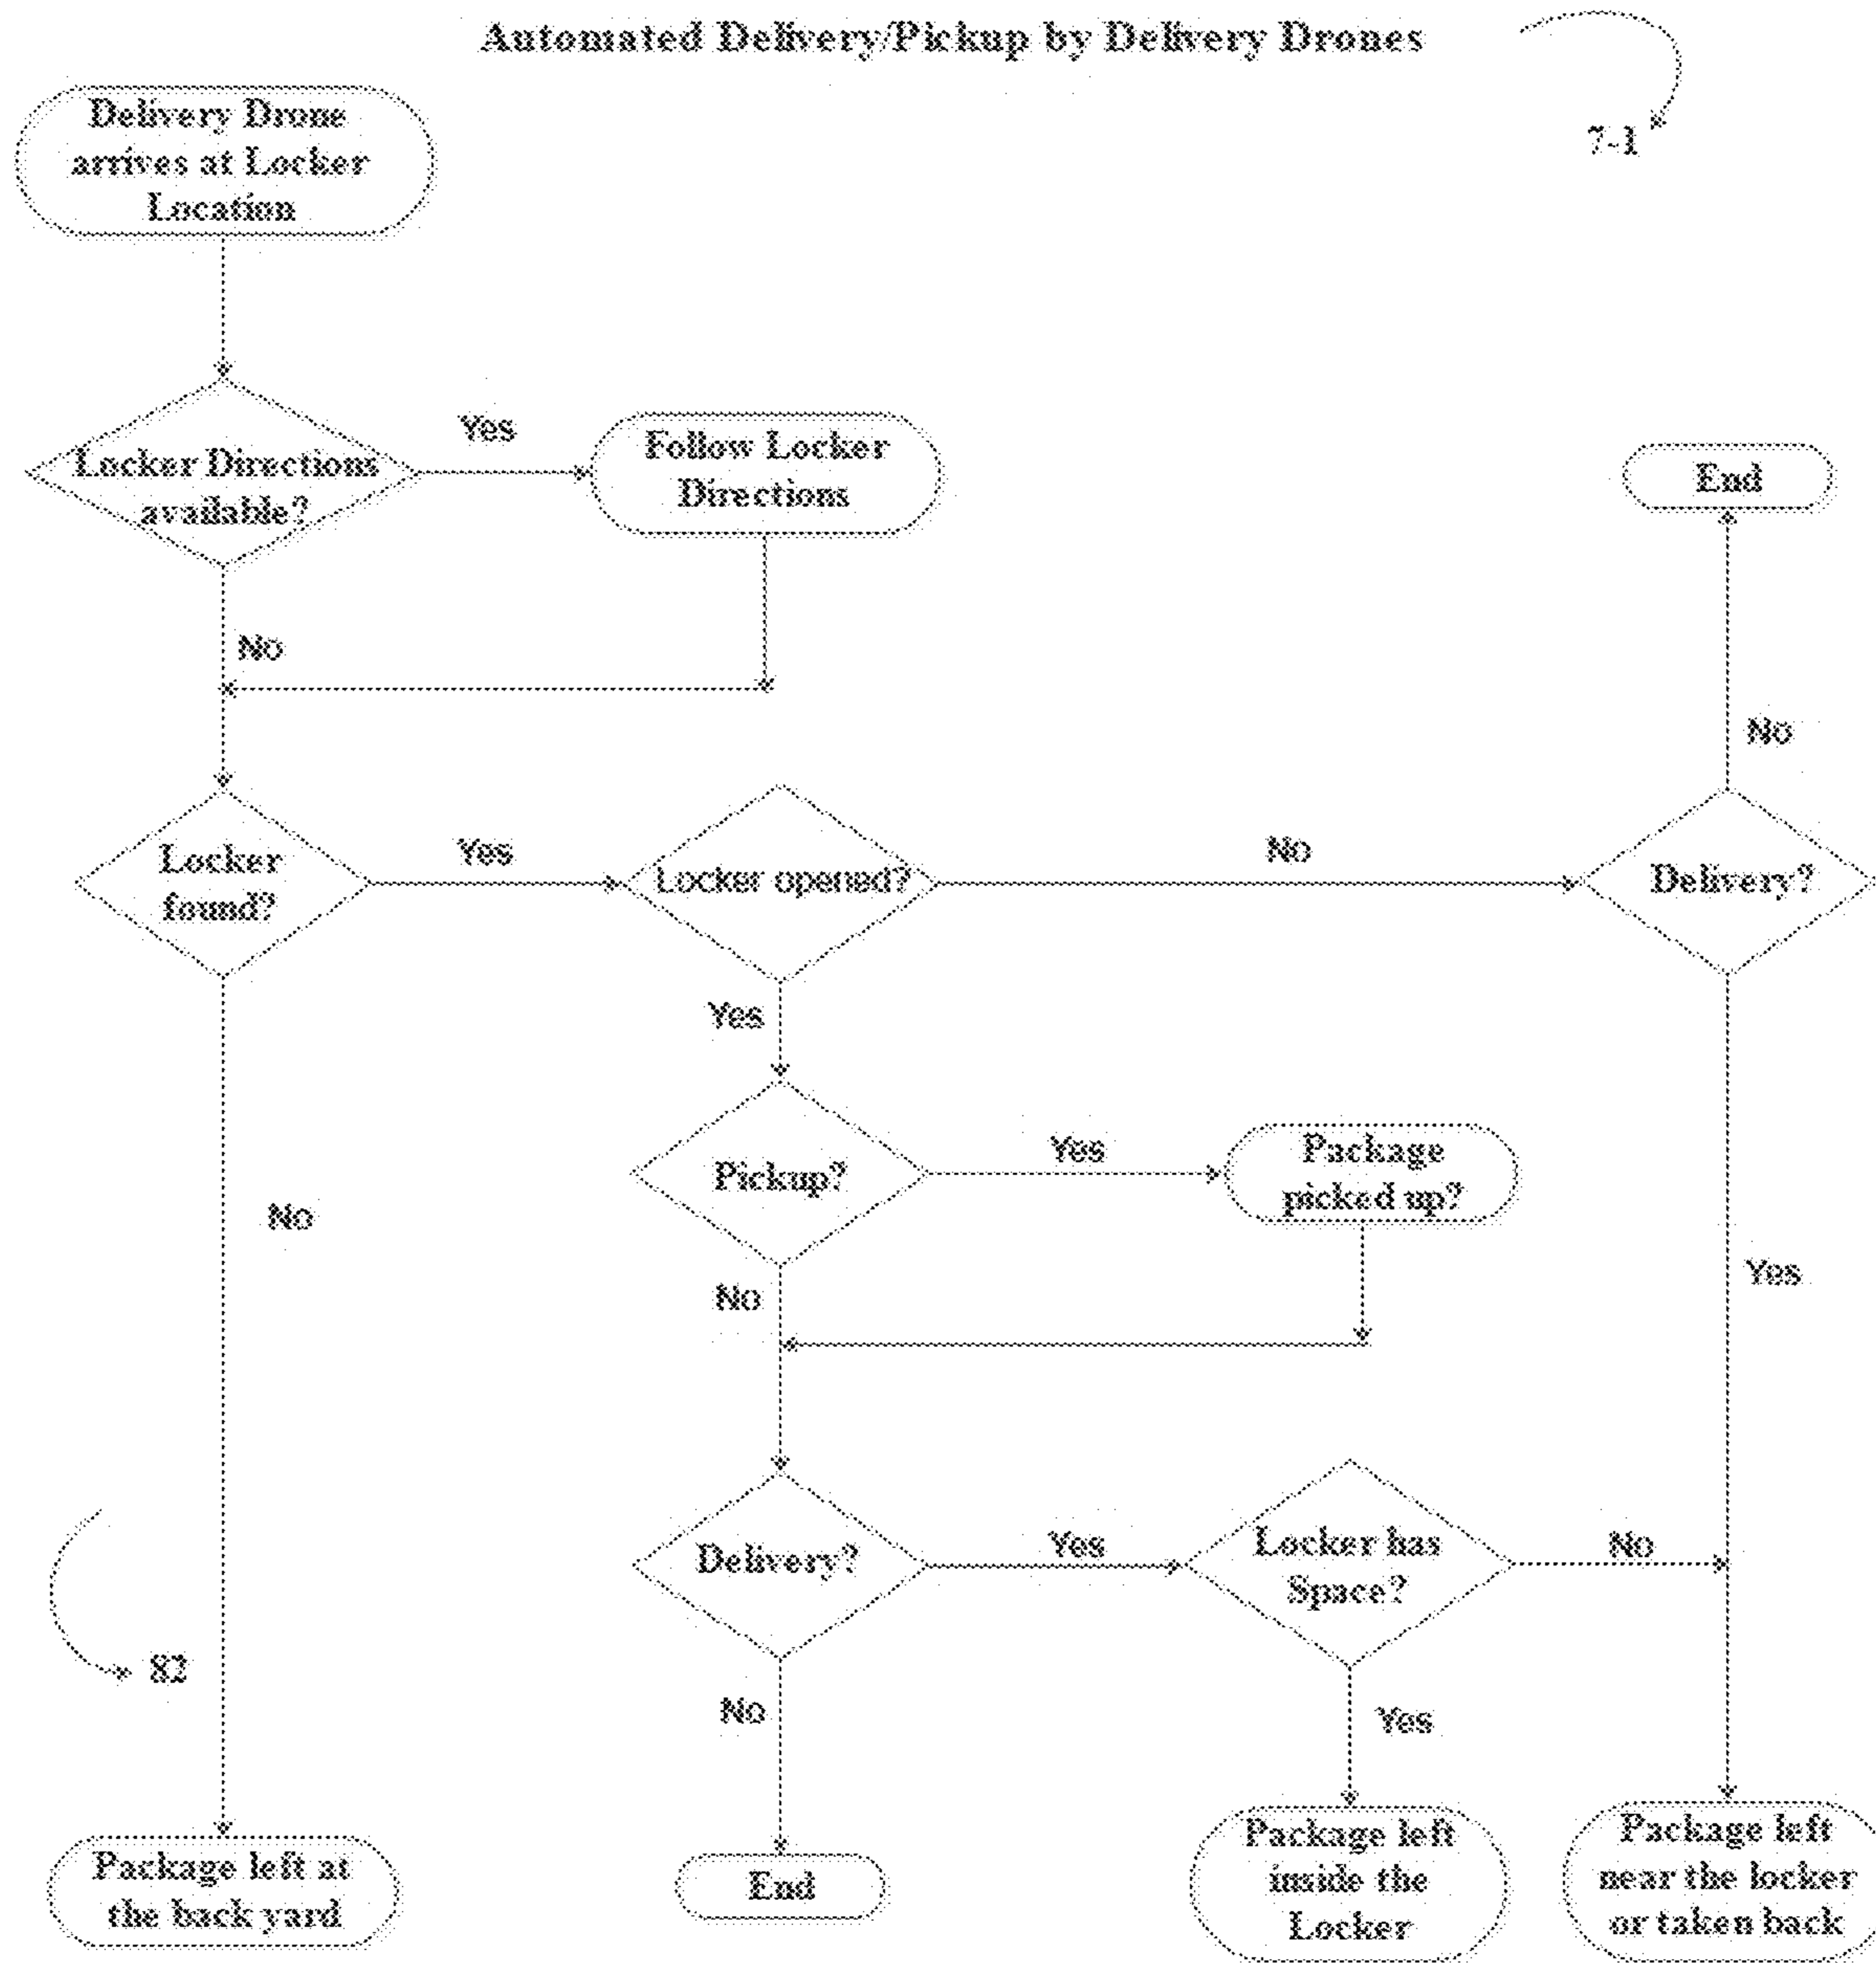 Automated Delivery/Pickup by Delivery Drones
7-1
Delivery Drone
arrives at Locker
Location
Locker Directions
available?
Yes
Follow Locker
Directions
End
No
No
Locker
found?
Yes
Locker opened?
No
Delivery?
Yes
Pickup?
Yes
Package
picked up?
No
No
Yes
Delivery?
Yes
Locker has
Space?
No
82
No
Yes
Package left at
the back yard
End
Package left
inside the
Locker
Package left
near the locker
or taken back